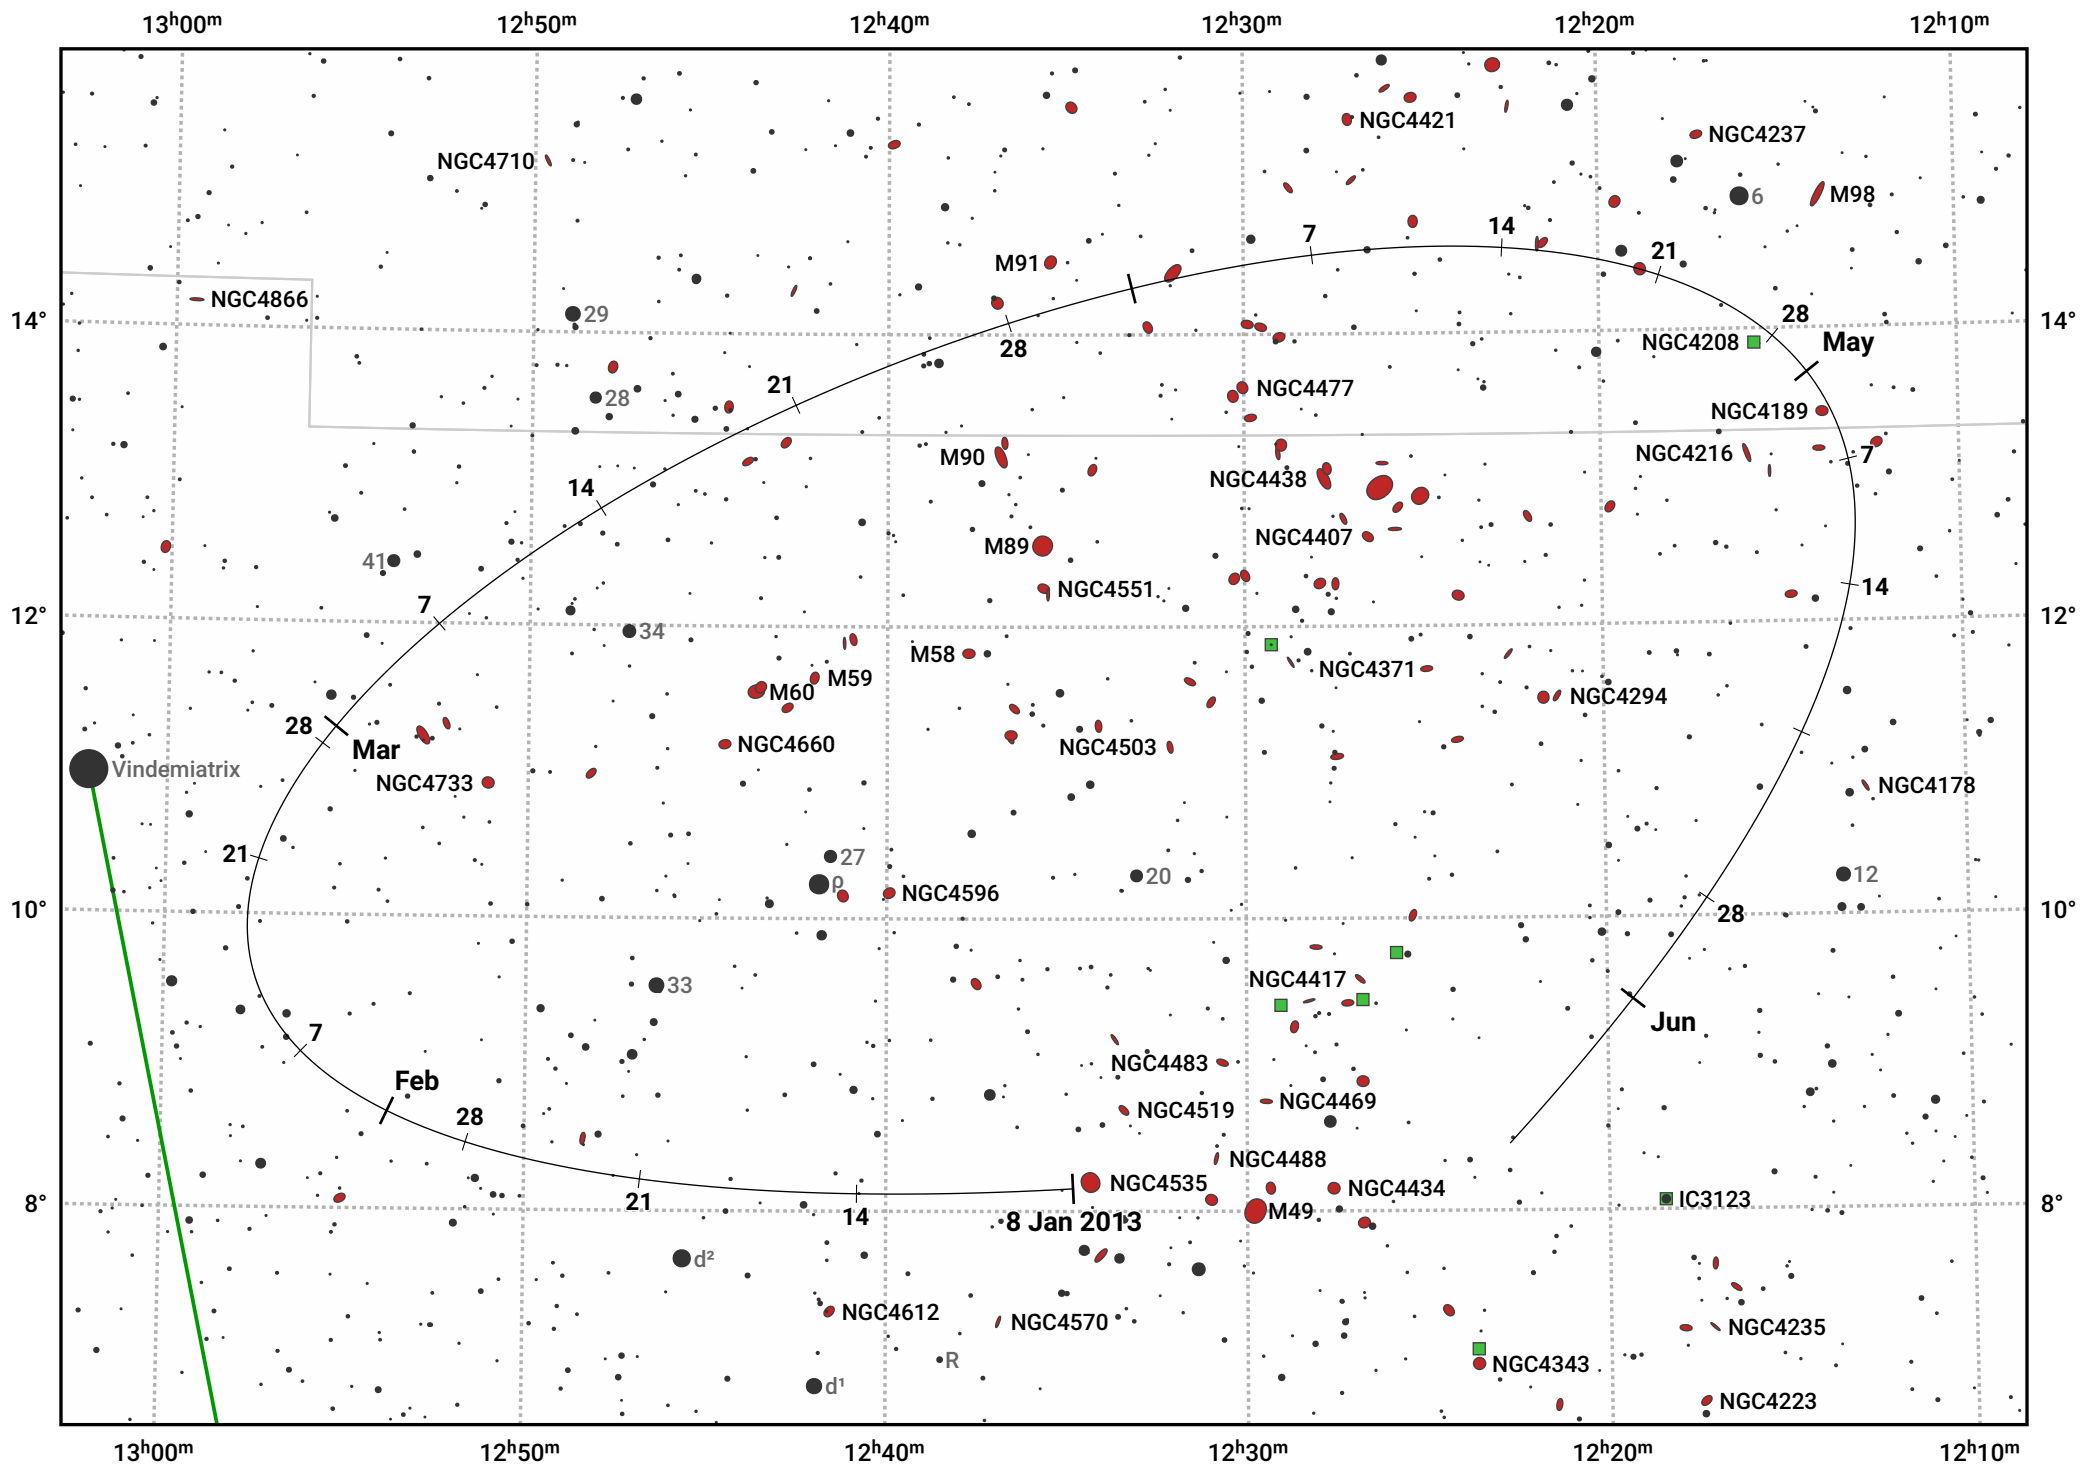 13ʰ00ᵐ 12ʰ50ᵐ 12ʰ40ᵐ 12ʰ30ᵐ 12ʰ20ᵐ 12ʰ10ᵐ
NGC4421
NGC4237
NGC4710
6
M98
7
14
21
M91
NGC4866
29
14°
28
14°
NGC4208
May
28
21
28
NGC4477
NGC4189
M90
NGC4216
7
NGC4438
14
NGC4407
M89
41
NGC4551
14
7
12°
12°
34
M58
NGC4371
M59
M60
NGC4294
28
Mar
NGC4660
NGC4503
Vindemiatrix
NGC4733
NGC4178
21
27
ρ
20
12
NGC4596
10°
10°
28
33
NGC4417
Jun
7
NGC4483
Feb
28
NGC4519
NGC4469
NGC4488
NGC4535
NGC4434
8°
21
14
8 Jan 2013
M49
IC3123
8°
d²
NGC4612
NGC4570
NGC4235
R
NGC4343
d¹
NGC4223
13ʰ00ᵐ 12ʰ50ᵐ 12ʰ40ᵐ 12ʰ30ᵐ 12ʰ20ᵐ 12ʰ10ᵐ